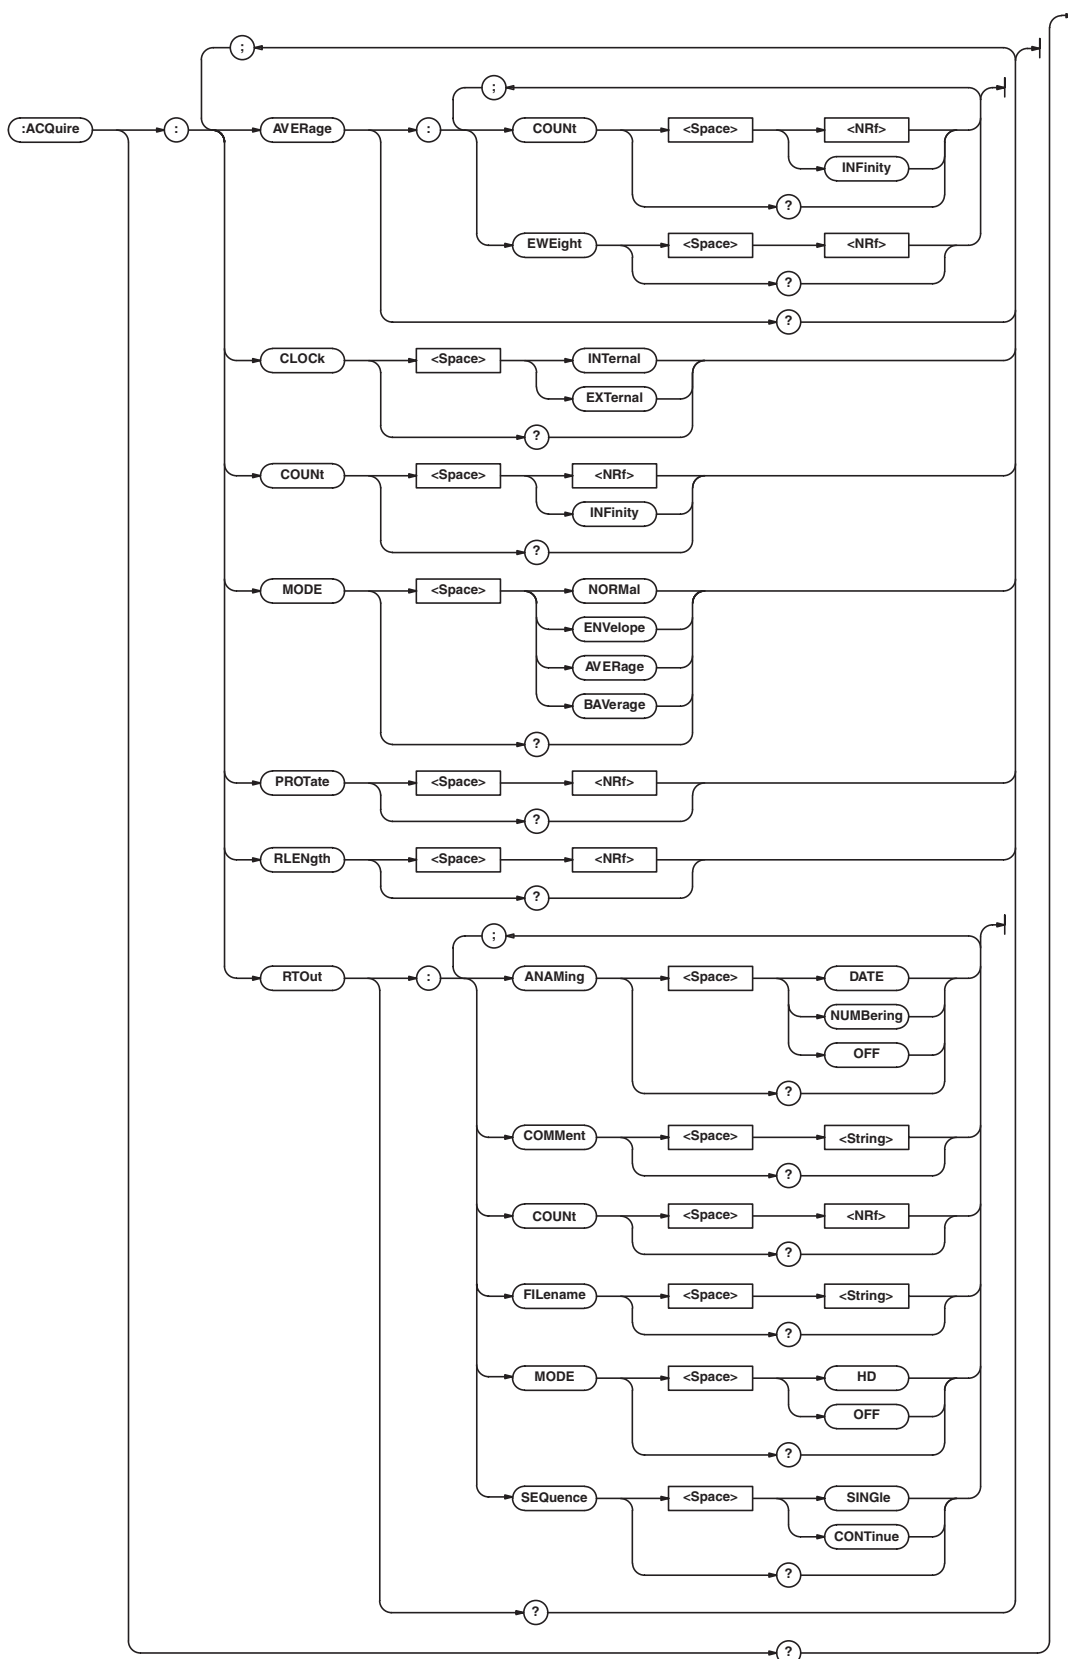 ;
;
:ACQuire : AVERage : COUNt <Space> <NRf>
INFinity
?
EWEight <Space> <NRf>
?
?
CLOCk <Space> INTernal
EXTernal
?
COUNt <Space> <NRf>
INFinity
?
MODE <Space> NORMal
ENVelope
AVERage
BAVerage
?
PROTate <Space> <NRf>
?
RLENgth <Space> <NRf>
?
;
RTOut : ANAMing <Space> DATE
NUMBering
OFF
?
COMMent <Space> <String>
?
COUNt <Space> <NRf>
?
FILename <Space> <String>
?
MODE <Space> HD
OFF
?
SEQuence <Space> SINGle
CONTinue
?
?
?